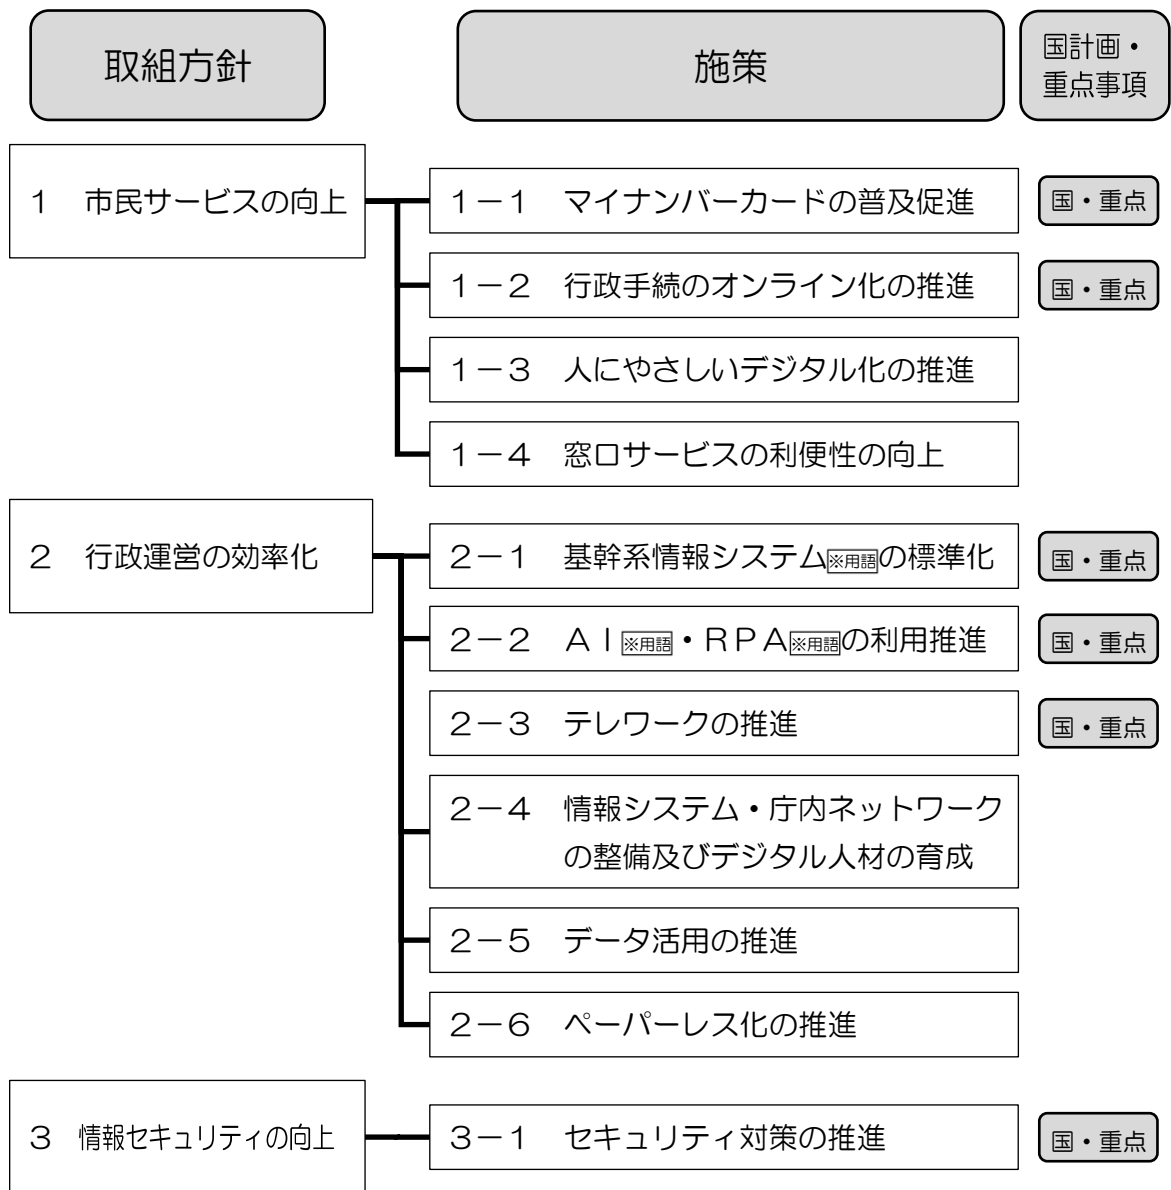 取組方針
施策
国計画・
重点事項
1 市民サービスの向上
1-1 マイナンバーカードの普及促進
国・重点
1-2 行政手続のオンライン化の推進
国・重点
1-3 人にやさしいデジタル化の推進
1-4 窓口サービスの利便性の向上
2 行政運営の効率化
2-1 基幹系情報システム※用語の標準化
国・重点
2-2 AI※用語・RPA※用語の利用推進
国・重点
2-3 テレワークの推進
国・重点
2-4 情報システム・庁内ネットワーク
の整備及びデジタル人材の育成
2-5 データ活用の推進
2-6 ペーパーレス化の推進
3 情報セキュリティの向上
3-1 セキュリティ対策の推進
国・重点